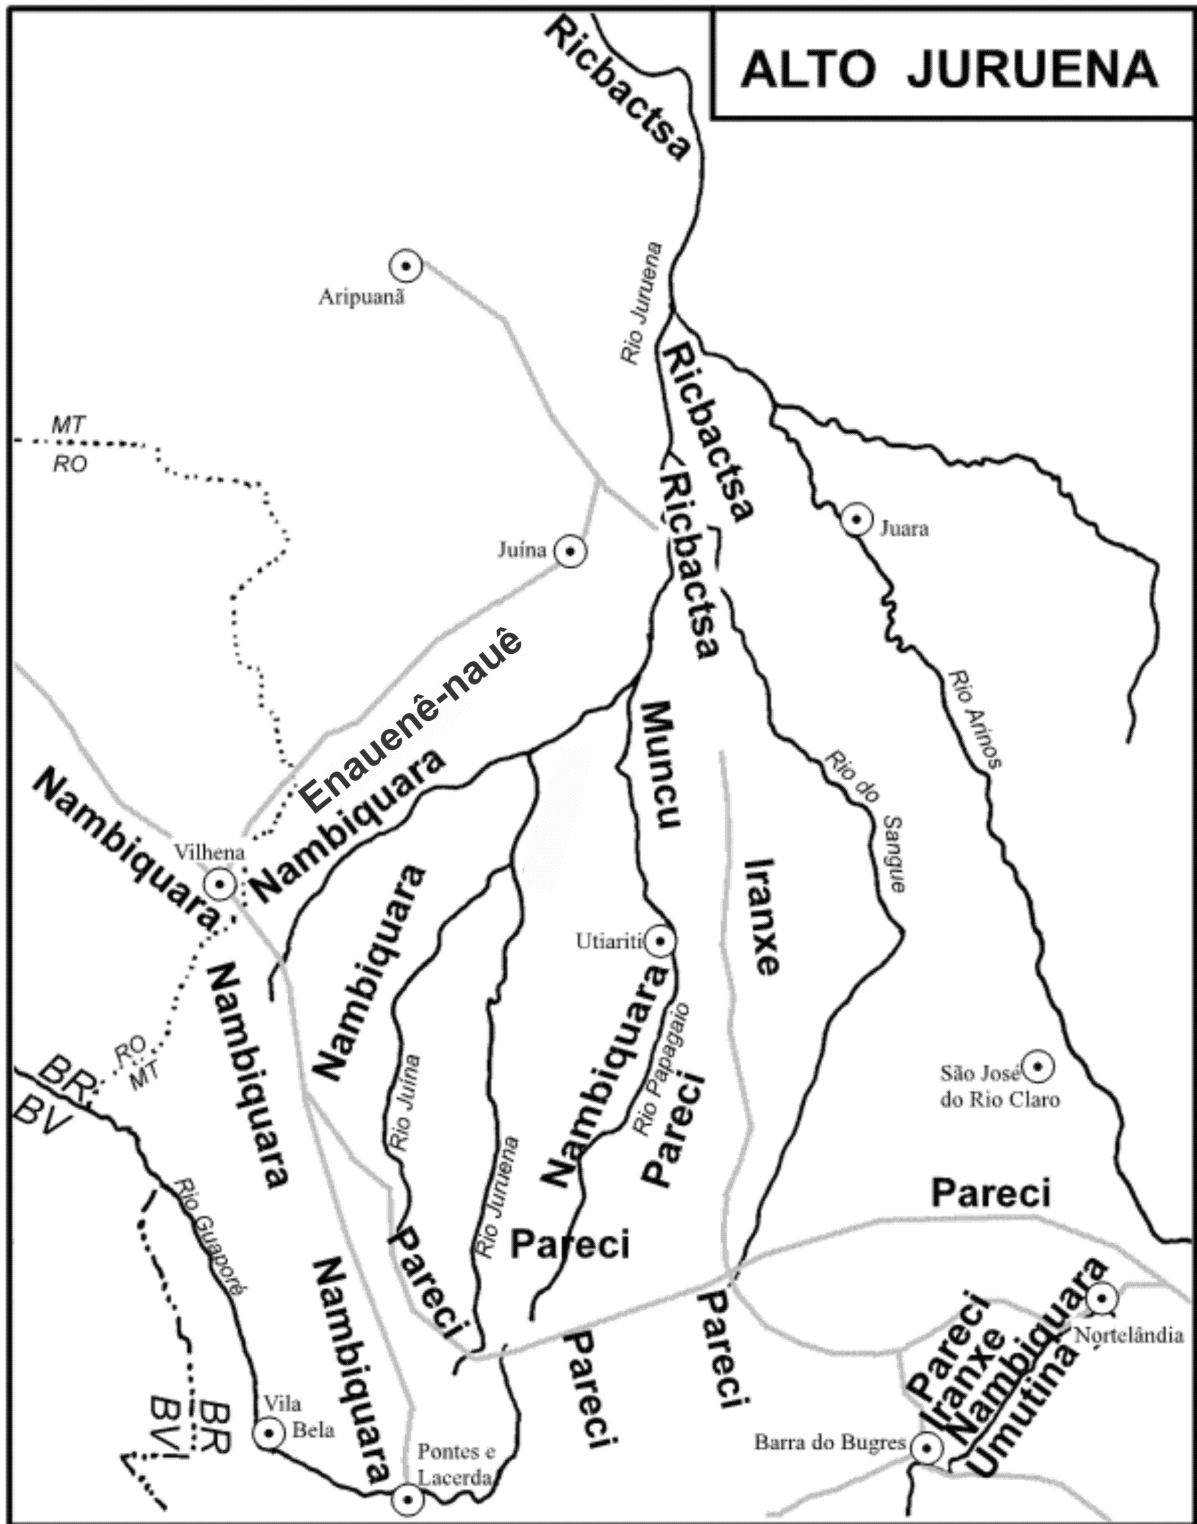 ALTO JURUENA
Ricbactsa
Rio Juruena
Aripuanã
Ricbactsa
MT
RO
Ricbactsa
Juara
Juína
Enauenê-nauê
Muncu
Rio Arinos
Nambiquara
Nambiquara
Rio do Sangue
Vilhena
Nambiquara
Iranxe
Utiariti
Nambiquara
Nambiquara
Rio Papagaio
Pareci
RO
MT
BR
BV
Rio Juína
São José
do Rio Claro
Rio Juruena
Rio Guaporé
Pareci
Pareci
Pareci
Nambiquara
Pareci
Pareci
Pareci
Iranxe
Nambiquara
Umutina
Nortelândia
BR
BV
Vila
Bela
Pontes e
Lacerda
Barra do Bugres